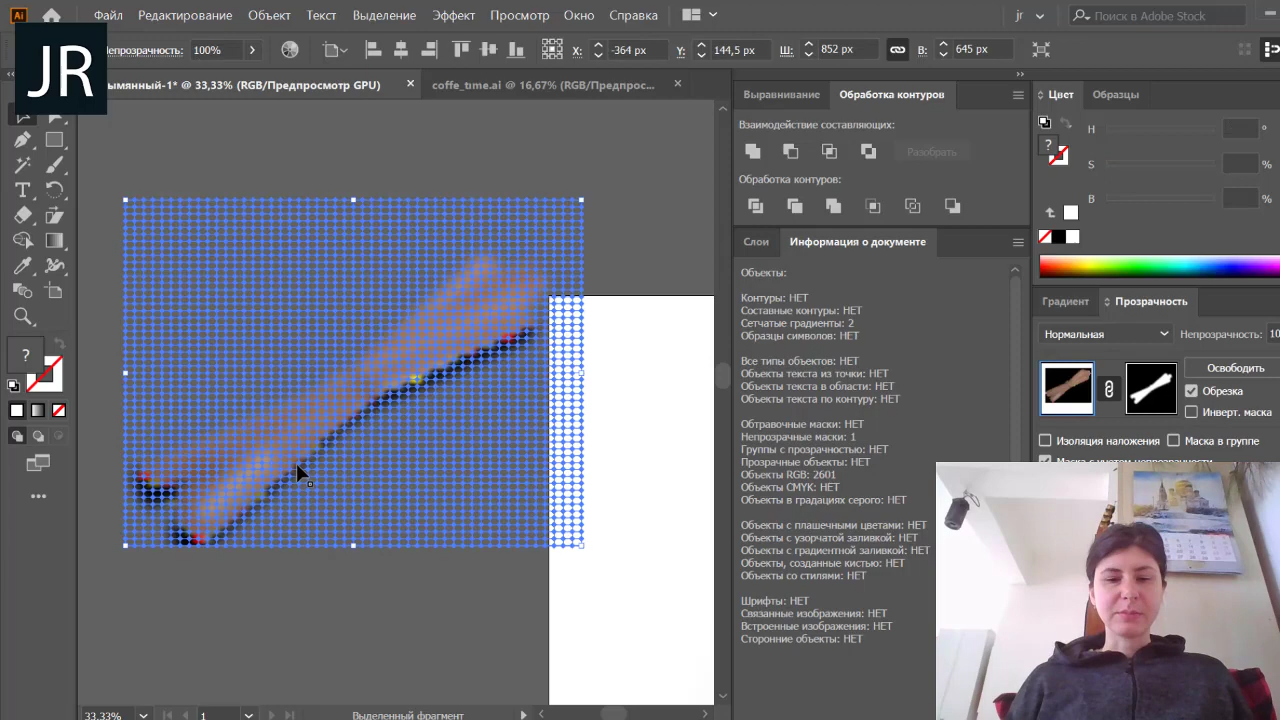 Ai
Файл
Редактирование
Объект
Текст
Выделение
Эффект
Просмотр
Окно
Справка
jr
Поиск в Adobe Stock
JR
Непрозрачность:
100%
X:
-364 px
Y:
144,5 px
Ш:
852 px
В:
645 px
ымянный-1* @ 33,33% (RGB/Предпросмотр GPU)
coffe_time.ai @ 16,67% (RGB/Предпрос...
Выравнивание
Обработка контуров
Цвет
Образцы
Взаимодействие составляющих:
Разобрать
Обработка контуров:
H
°
S
%
B
%
?
Слои
Информация о документе
Объекты:
Контуры: НЕТ
Составные контуры: НЕТ
Сетчатые градиенты: 2
Образцы символов: НЕТ
Все типы объектов: НЕТ
Объекты текста из точки: НЕТ
Объекты текста в области: НЕТ
Объекты текста по контуру: НЕТ
Обтравочные маски: НЕТ
Непрозрачные маски: 1
Группы с прозрачностью: НЕТ
Прозрачные объекты: НЕТ
Объекты RGB: 2601
Объекты CMYK: НЕТ
Объекты в градациях серого: НЕТ
Объекты с плашечными цветами: НЕТ
Объекты с узорчатой заливкой: НЕТ
Объекты с градиентной заливкой: НЕТ
Объекты, созданные кистью: НЕТ
Объекты со стилями: НЕТ
Шрифты: НЕТ
Связанные изображения: НЕТ
Встроенные изображения: НЕТ
Сторонние объекты: НЕТ
Градиент
Прозрачность
Нормальная
Непрозрачность:
10
Освободить
Обрезка
Инверт. маска
Изоляция наложения
Маска в группе
?
33,33%
1
Выделенный фрагмент